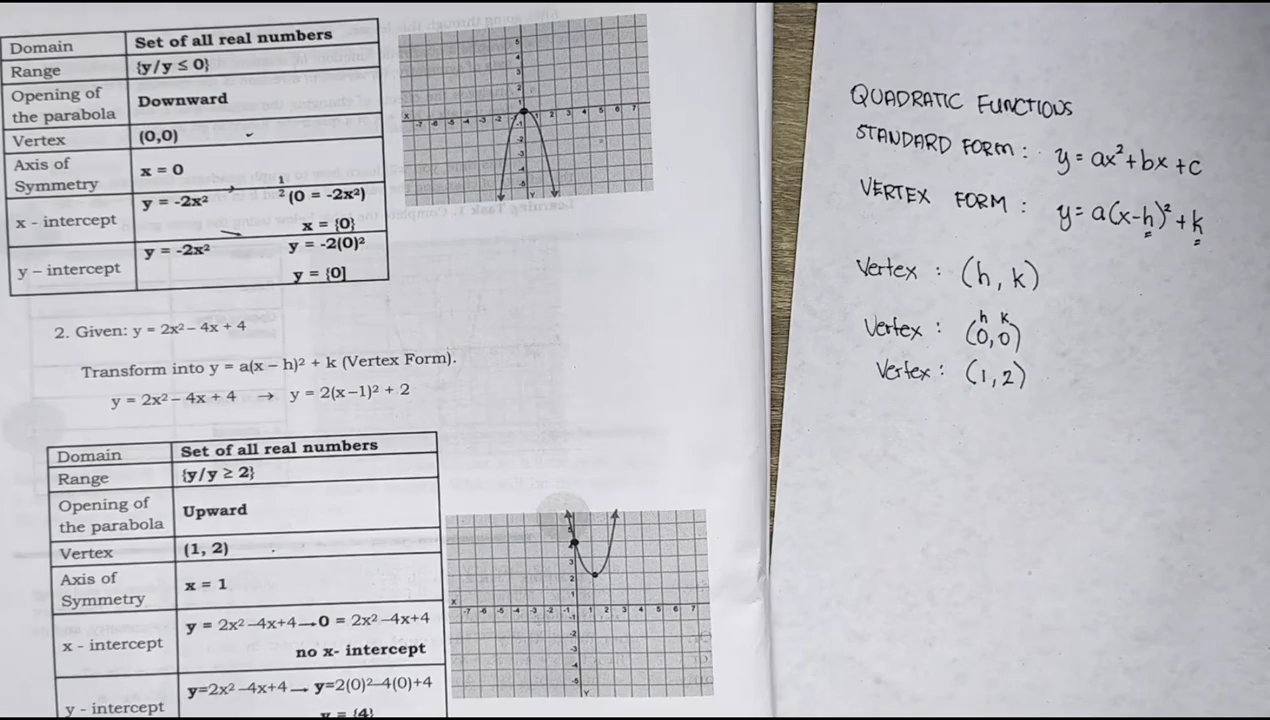 Domain Set of all real numbers
Range {y/y ≤ 0}
Opening of
the parabola Downward
Vertex (0,0)
Axis of
Symmetry x = 0
x - intercept y = -2x² → ½ (0 = -2x²)
x = {0}
y – intercept y = -2x² y = -2(0)²
y = {0]
2. Given: y = 2x² – 4x + 4
Transform into y = a(x – h)² + k (Vertex Form).
y = 2x² – 4x + 4 → y = 2(x–1)² + 2
Domain Set of all real numbers
Range {y/y ≥ 2}
Opening of
the parabola Upward
Vertex (1, 2)
Axis of
Symmetry x = 1
x - intercept y = 2x² –4x+4→0 = 2x² –4x+4
no x- intercept
y - intercept y=2x² –4x+4 → y=2(0)²–4(0)+4
y = {4}
QUADRATIC FUNCTIONS
STANDARD FORM : y = ax² + bx + c
VERTEX FORM : y = a(x-h)² + k
Vertex : (h, k)
h k
Vertex : (0,0)
Vertex : (1, 2)